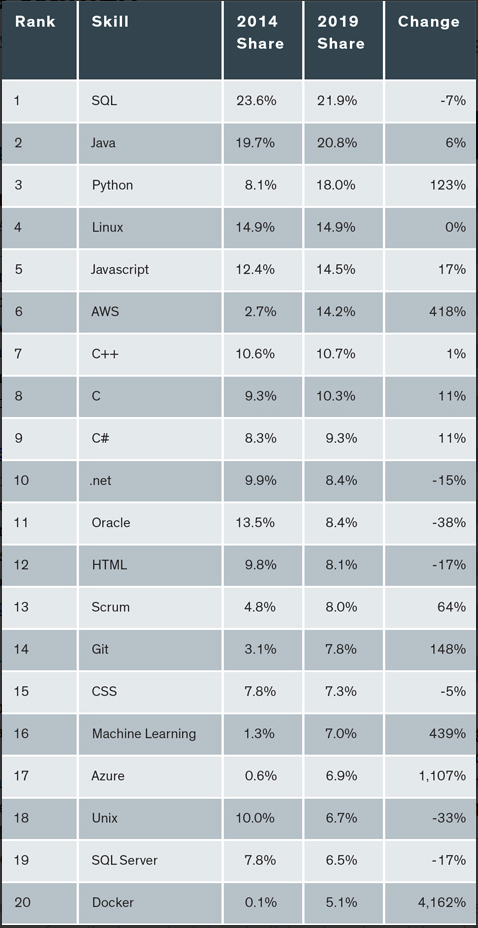 Rank Skill 2014 Share 2019 Share Change
1 SQL 23.6% 21.9% -7%
2 Java 19.7% 20.8% 6%
3 Python 8.1% 18.0% 123%
4 Linux 14.9% 14.9% 0%
5 Javascript 12.4% 14.5% 17%
6 AWS 2.7% 14.2% 418%
7 C++ 10.6% 10.7% 1%
8 C 9.3% 10.3% 11%
9 C# 8.3% 9.3% 11%
10 .net 9.9% 8.4% -15%
11 Oracle 13.5% 8.4% -38%
12 HTML 9.8% 8.1% -17%
13 Scrum 4.8% 8.0% 64%
14 Git 3.1% 7.8% 148%
15 CSS 7.8% 7.3% -5%
16 Machine Learning 1.3% 7.0% 439%
17 Azure 0.6% 6.9% 1,107%
18 Unix 10.0% 6.7% -33%
19 SQL Server 7.8% 6.5% -17%
20 Docker 0.1% 5.1% 4,162%